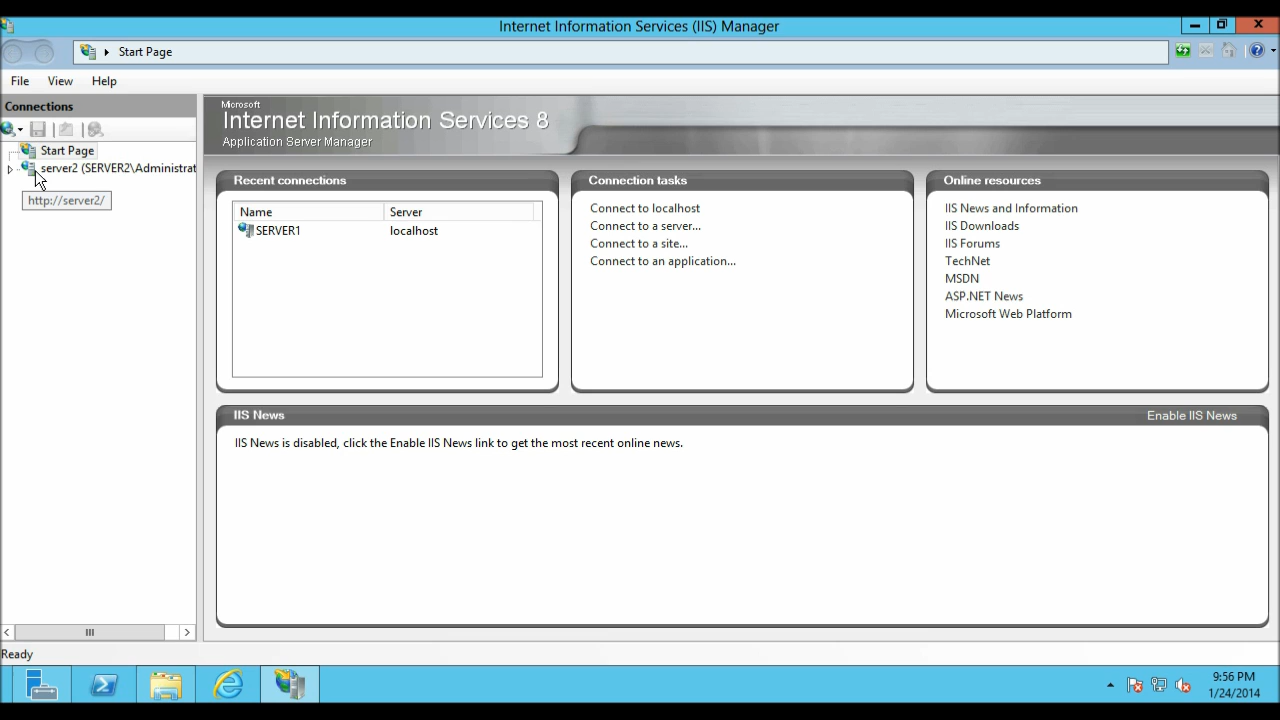 Internet Information Services (IIS) Manager
Start Page
File View Help
Connections
Start Page
server2 (SERVER2\Administrat
http://server2/
Microsoft
Internet Information Services 8
Application Server Manager
Recent connections
Name Server
SERVER1 localhost
Connection tasks
Connect to localhost
Connect to a server...
Connect to a site...
Connect to an application...
Online resources
IIS News and Information
IIS Downloads
IIS Forums
TechNet
MSDN
ASP.NET News
Microsoft Web Platform
IIS News Enable IIS News
IIS News is disabled, click the Enable IIS News link to get the most recent online news.
Ready
9:56 PM
1/24/2014